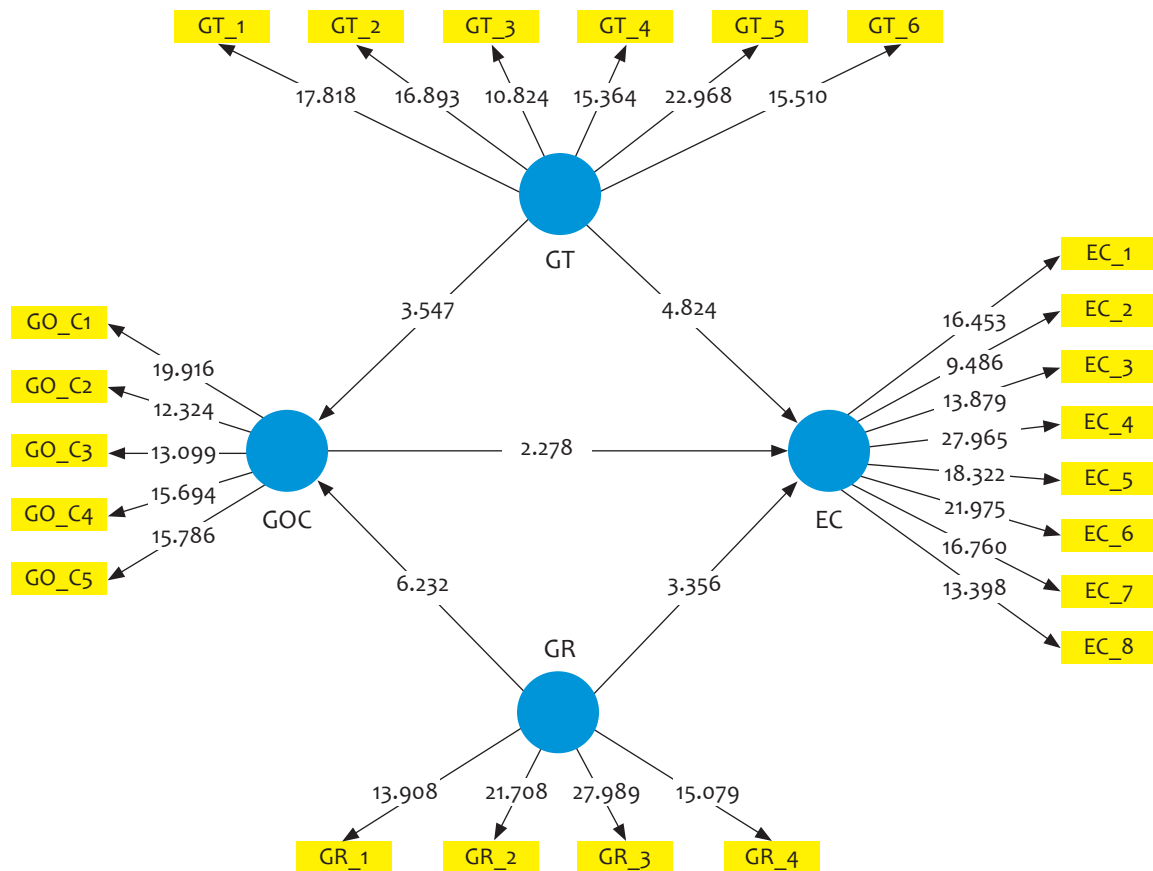 GT_1 GT_2 GT_3 GT_4 GT_5 GT_6
17.818 16.893 10.824 15.364 22.968 15.510
GT
EC_1
EC_2
EC_3
EC_4
EC_5
EC_6
EC_7
EC_8
16.453
9.486
13.879
27.965
18.322
21.975
16.760
13.398
EC
3.547 4.824
GO_C1
GO_C2
GO_C3
GO_C4
GO_C5
19.916
12.324
13.099
15.694
15.786
GOC
2.278
6.232 3.356
GR
13.908 21.708 27.989 15.079
GR_1 GR_2 GR_3 GR_4